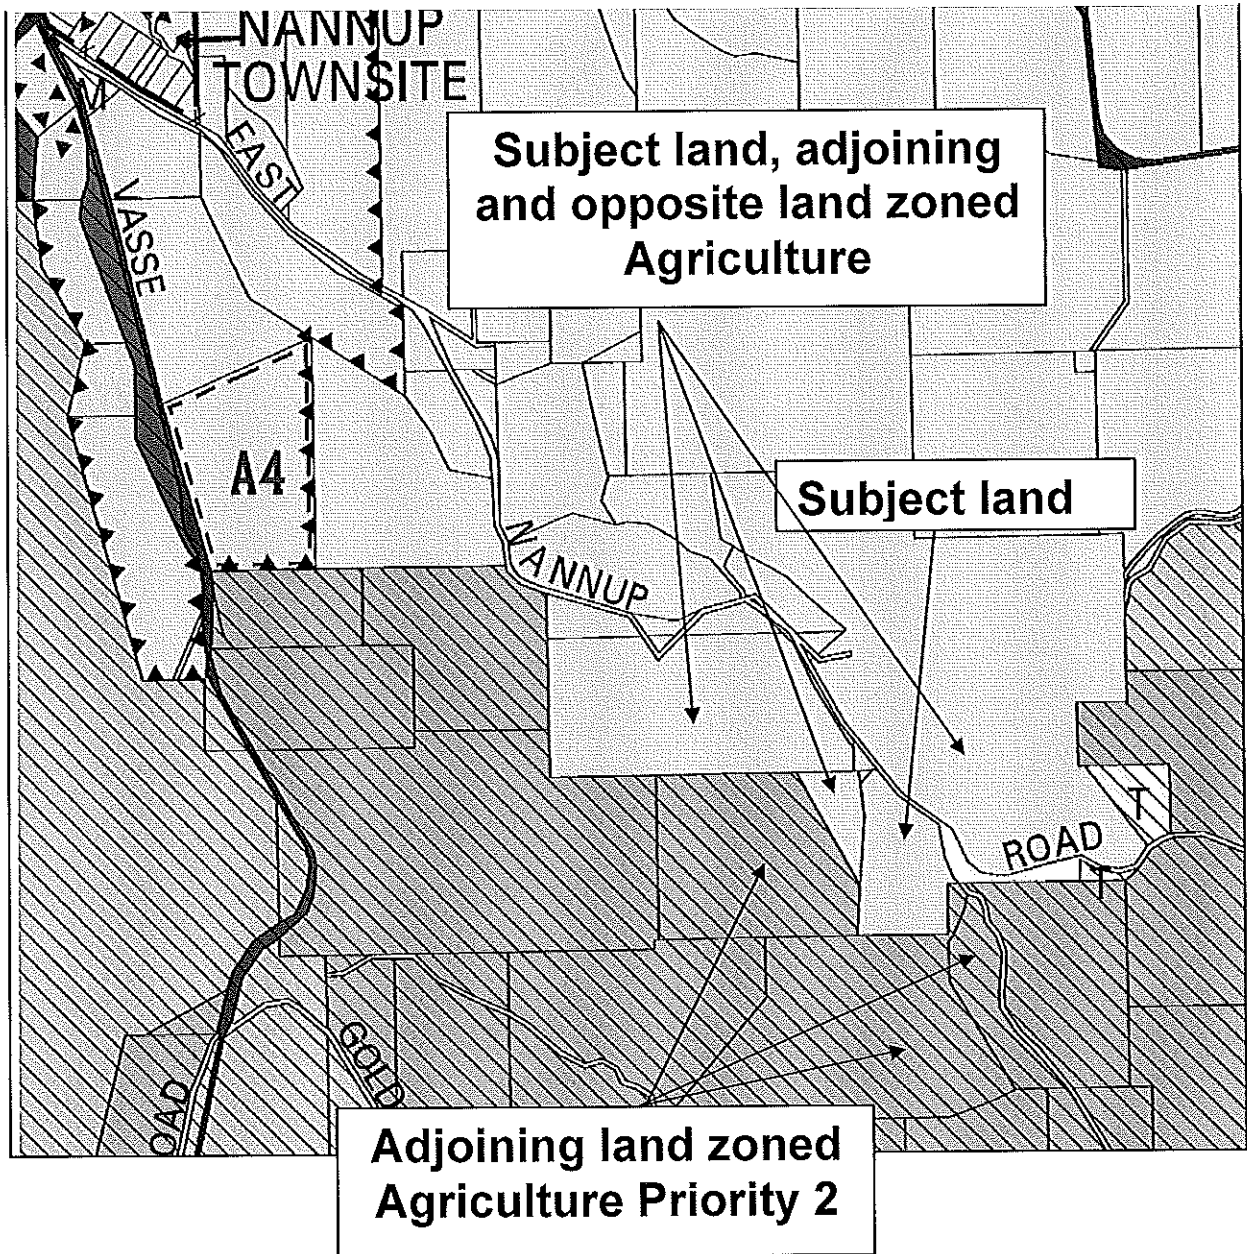 NANNUP
TOWNSITE
EAST
VASSE
Subject land, adjoining
and opposite land zoned
Agriculture
A4
Subject land
NANNUP
T
ROAD
T
GOLD
OAD
Adjoining land zoned
Agriculture Priority 2